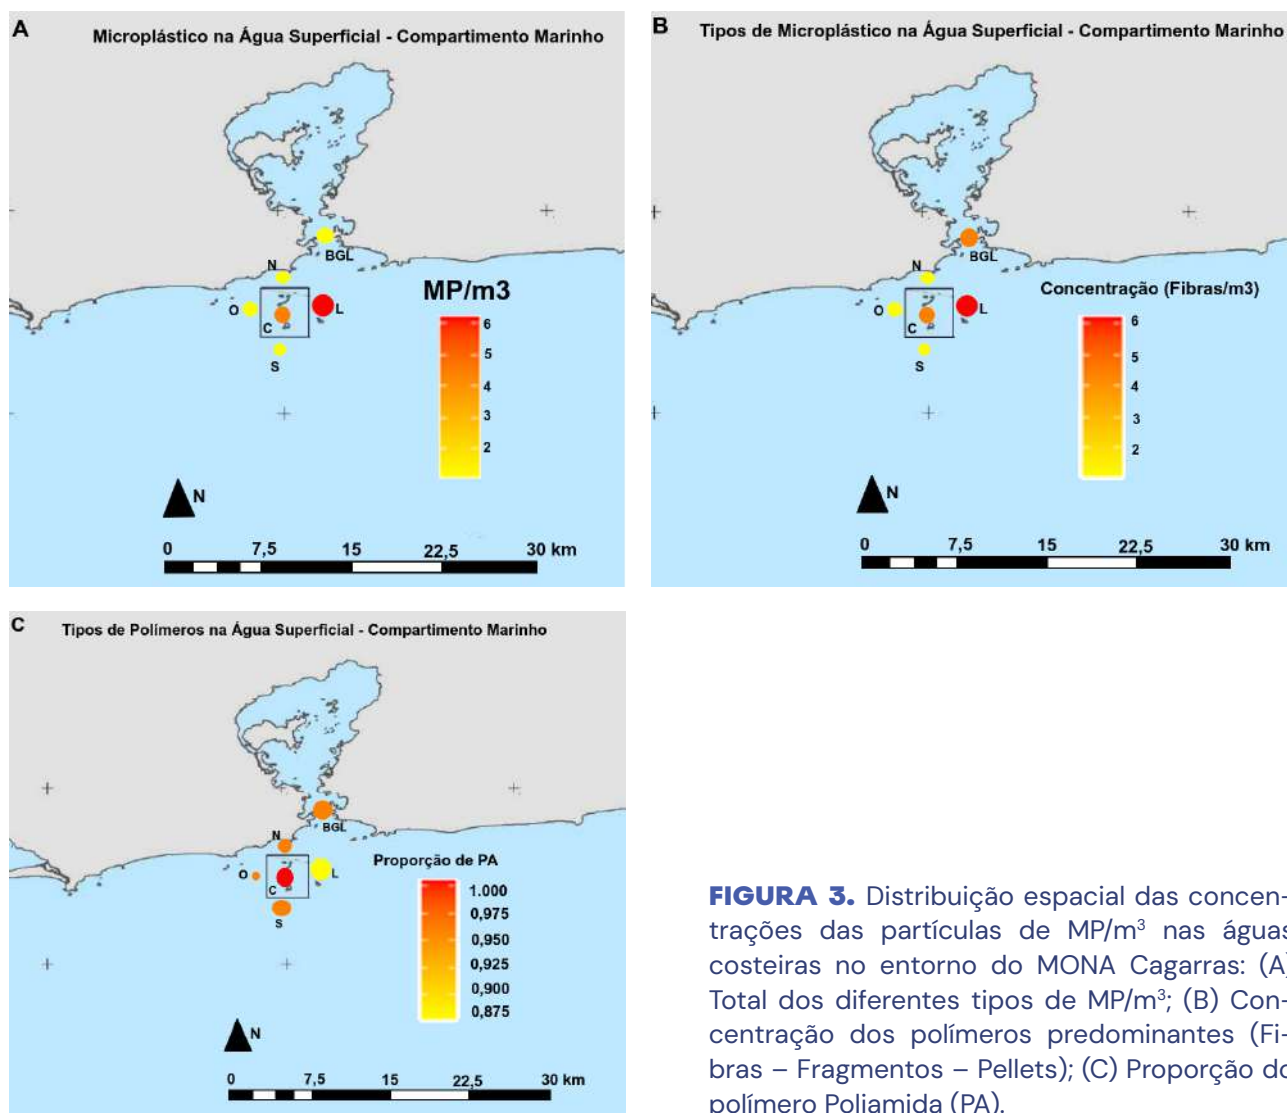 A
Microplástico na Água Superficial - Compartimento Marinho
BGL
N
O
C
L
S
MP/m3
6
5
4
3
2
N
0 7,5 15 22,5 30 km
B
Tipos de Microplástico na Água Superficial - Compartimento Marinho
BGL
N
O
C
L
S
Concentração (Fibras/m3)
6
5
4
3
2
N
0 7,5 15 22,5 30 km
C
Tipos de Polímeros na Água Superficial - Compartimento Marinho
BGL
N
O
C
L
S
Proporção de PA
1.000
0,975
0,950
0,925
0,900
0,875
N
0 7,5 15 22,5 30 km
FIGURA 3. Distribuição espacial das concen-
trações das partículas de MP/m³ nas águas
costeiras no entorno do MONA Cagarras: (A)
Total dos diferentes tipos de MP/m³; (B) Con-
centração dos polímeros predominantes (Fi-
bras – Fragmentos – Pellets); (C) Proporção do
polímero Poliamida (PA).